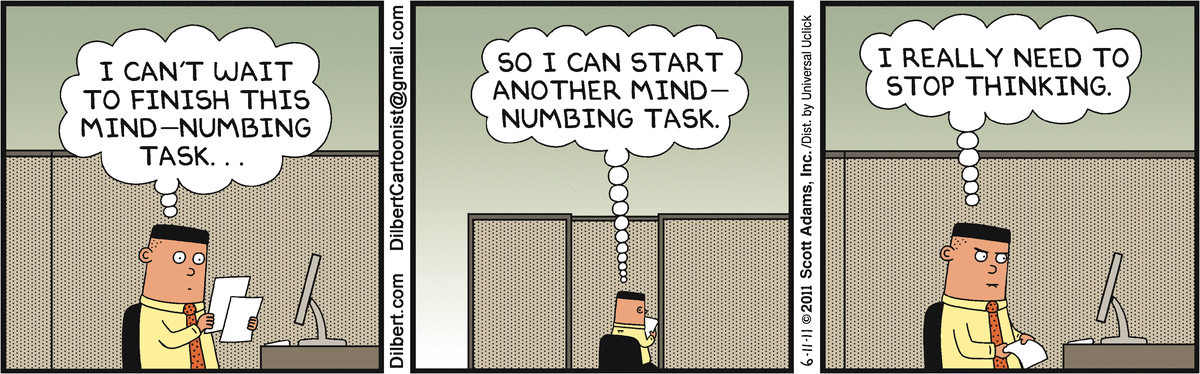 I CAN'T WAIT
TO FINISH THIS
MIND–NUMBING
TASK...
Dilbert.com DilbertCartoonist@gmail.com
SO I CAN START
ANOTHER MIND–
NUMBING TASK.
6-11-11 © 2011 Scott Adams, Inc. /Dist. by Universal Uclick
I REALLY NEED TO
STOP THINKING.